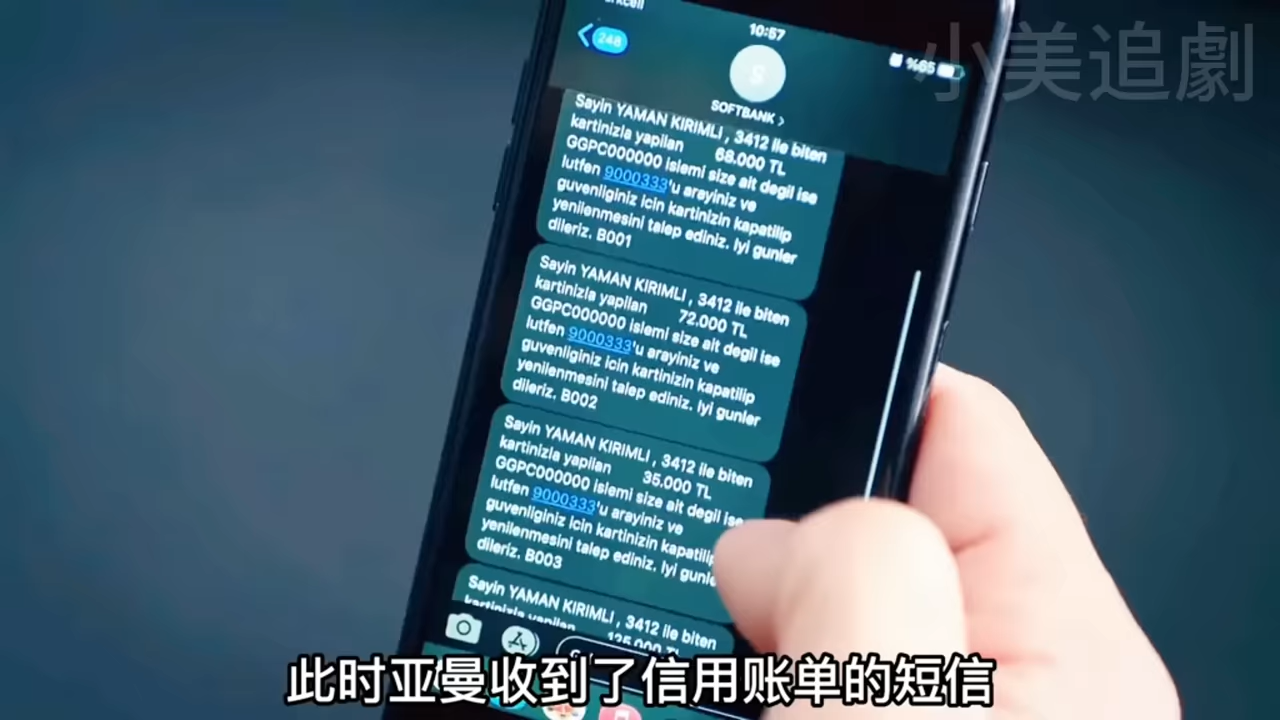 小美追劇
10:57
248
%65
S
SOFTBANK >
Sayin YAMAN KIRIMLI , 3412 ile biten
kartinizla yapilan 68.000 TL
GGPC000000 islemi size ait degil ise
lutfen 9000333'u arayiniz ve
guvenliginiz icin kartinizin kapatilip
yenilenmesini talep ediniz. Iyi gunler
dileriz. B001
Sayin YAMAN KIRIMLI , 3412 ile biten
kartinizla yapilan 72.000 TL
GGPC000000 islemi size ait degil ise
lutfen 9000333'u arayiniz ve
guvenliginiz icin kartinizin kapatilip
yenilenmesini talep ediniz. Iyi gunler
dileriz. B002
Sayin YAMAN KIRIMLI , 3412 ile biten
kartinizla yapilan 35.000 TL
GGPC000000 islemi size ait degil ise
lutfen 9000333'u arayiniz ve
guvenliginiz icin kartinizin kapatilip
yenilenmesini talep ediniz. Iyi
dileriz. B003
Sayin YAMAN KIRIMLI , 3412 ile biten
kartinizla yapilan 125.000 TL
此时亚曼收到了信用账单的短信